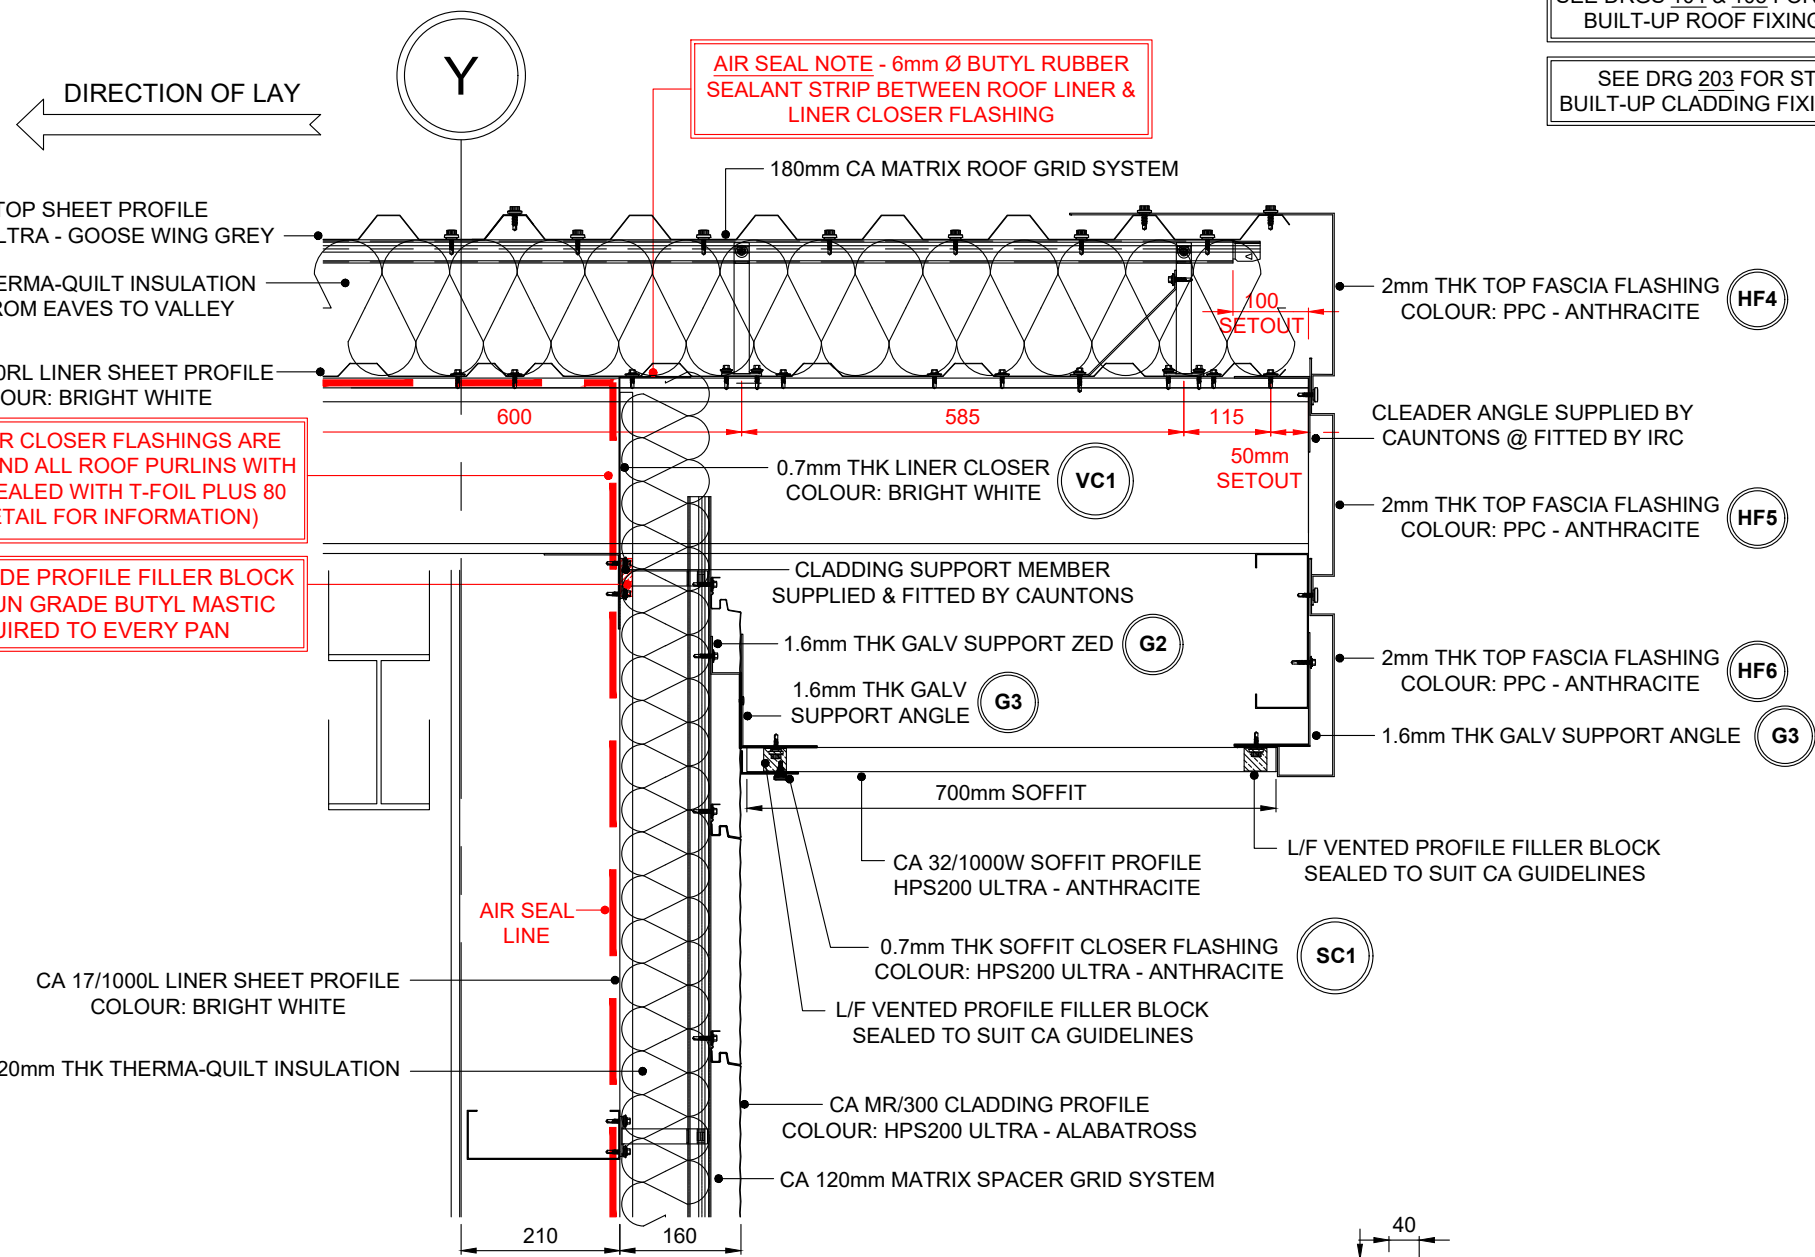 BUILT-UP ROOF FIXING
SEE DRG 203 FOR ST
BUILT-UP CLADDING FIXI
DIRECTION OF LAY
Y
AIR SEAL NOTE - 6mm Ø BUTYL RUBBER
SEALANT STRIP BETWEEN ROOF LINER &
LINER CLOSER FLASHING
180mm CA MATRIX ROOF GRID SYSTEM
TOP SHEET PROFILE
LTRA - GOOSE WING GREY
ERMA-QUILT INSULATION
ROM EAVES TO VALLEY
0RL LINER SHEET PROFILE
OUR: BRIGHT WHITE
R CLOSER FLASHINGS ARE
ND ALL ROOF PURLINS WITH
EALED WITH T-FOIL PLUS 80
ETAIL FOR INFORMATION)
DE PROFILE FILLER BLOCK
UN GRADE BUTYL MASTIC
UIRED TO EVERY PAN
100
SETOUT
2mm THK TOP FASCIA FLASHING
COLOUR: PPC - ANTHRACITE
HF4
600
585
115
50mm
SETOUT
CLEADER ANGLE SUPPLIED BY
CAUNTONS @ FITTED BY IRC
0.7mm THK LINER CLOSER
COLOUR: BRIGHT WHITE
VC1
2mm THK TOP FASCIA FLASHING
COLOUR: PPC - ANTHRACITE
HF5
CLADDING SUPPORT MEMBER
SUPPLIED & FITTED BY CAUNTONS
1.6mm THK GALV SUPPORT ZED
G2
1.6mm THK GALV
SUPPORT ANGLE
G3
2mm THK TOP FASCIA FLASHING
COLOUR: PPC - ANTHRACITE
HF6
1.6mm THK GALV SUPPORT ANGLE
G3
700mm SOFFIT
CA 32/1000W SOFFIT PROFILE
HPS200 ULTRA - ANTHRACITE
L/F VENTED PROFILE FILLER BLOCK
SEALED TO SUIT CA GUIDELINES
AIR SEAL
LINE
0.7mm THK SOFFIT CLOSER FLASHING
COLOUR: HPS200 ULTRA - ANTHRACITE
SC1
CA 17/1000L LINER SHEET PROFILE
COLOUR: BRIGHT WHITE
L/F VENTED PROFILE FILLER BLOCK
SEALED TO SUIT CA GUIDELINES
20mm THK THERMA-QUILT INSULATION
CA MR/300 CLADDING PROFILE
COLOUR: HPS200 ULTRA - ALABATROSS
CA 120mm MATRIX SPACER GRID SYSTEM
210
160
40